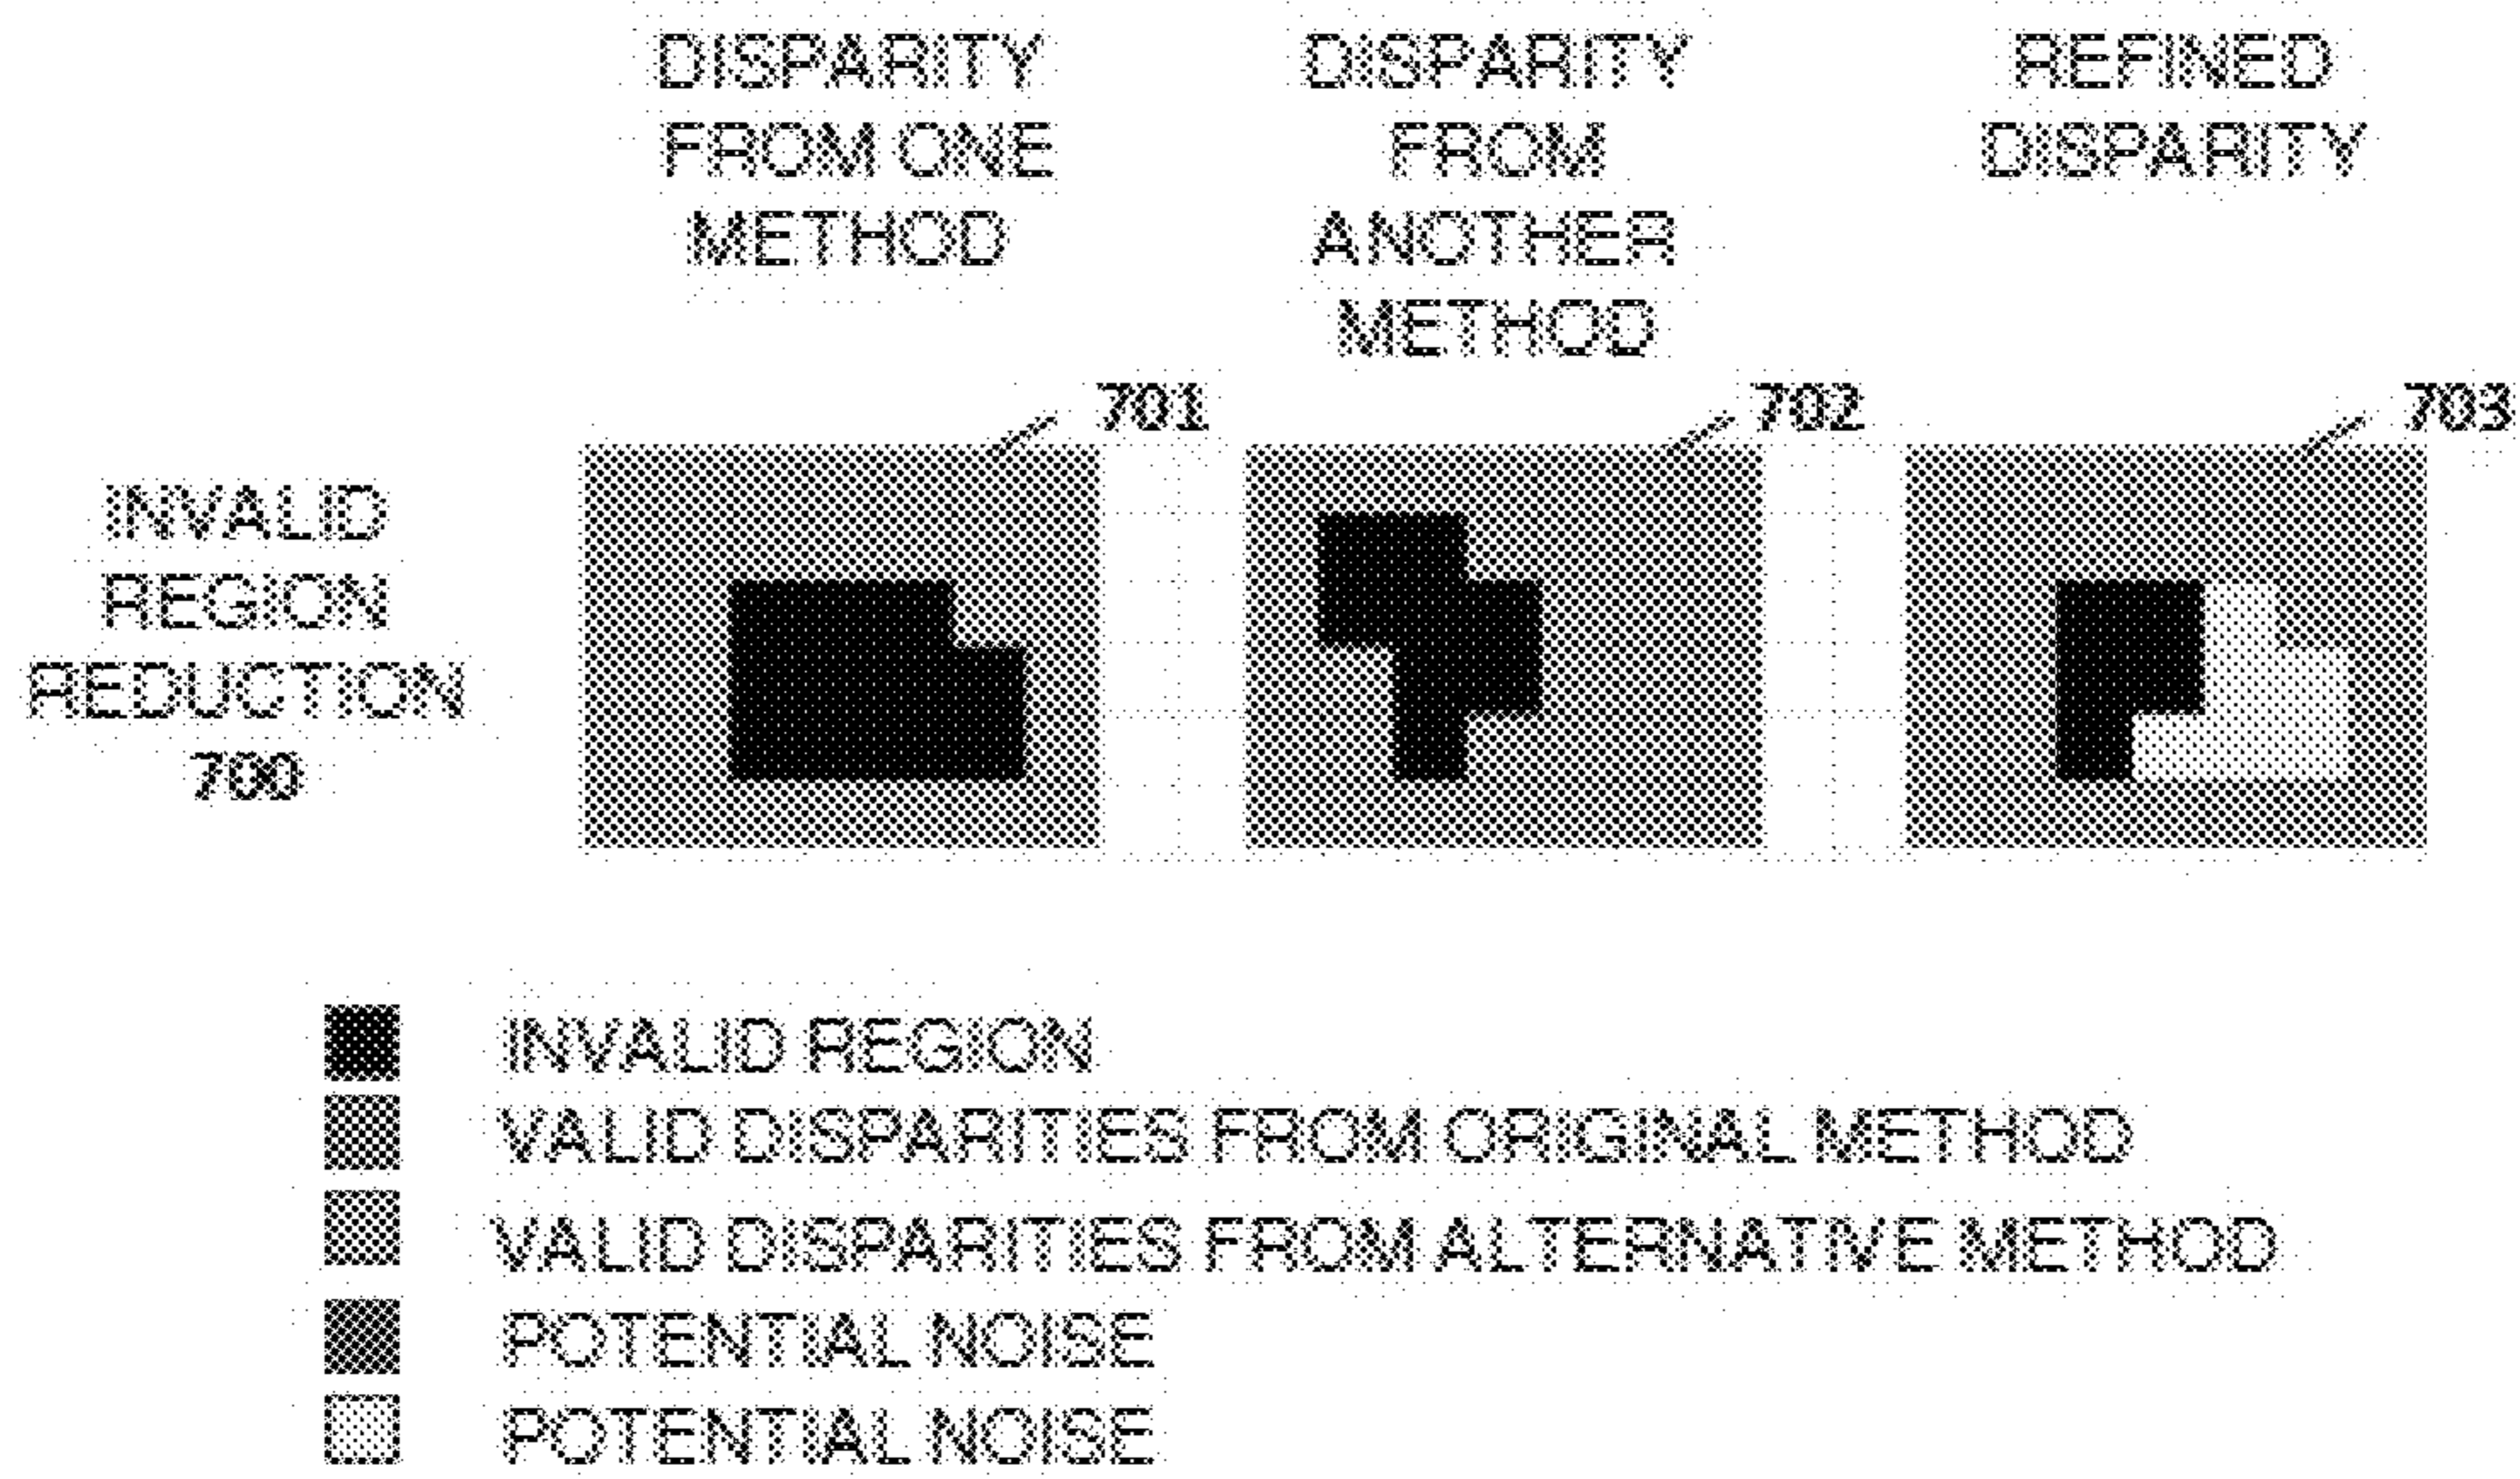 DISPARITY
FROM ONE
METHOD
DISPARITY
FROM
ANOTHER
METHOD
REFINED
DISPARITY
701
702
703
INVALID
REGION
REDUCTION
700
INVALID REGION
VALID DISPARITIES FROM ORIGINAL METHOD
VALID DISPARITIES FROM ALTERNATIVE METHOD
POTENTIAL NOISE
POTENTIAL NOISE